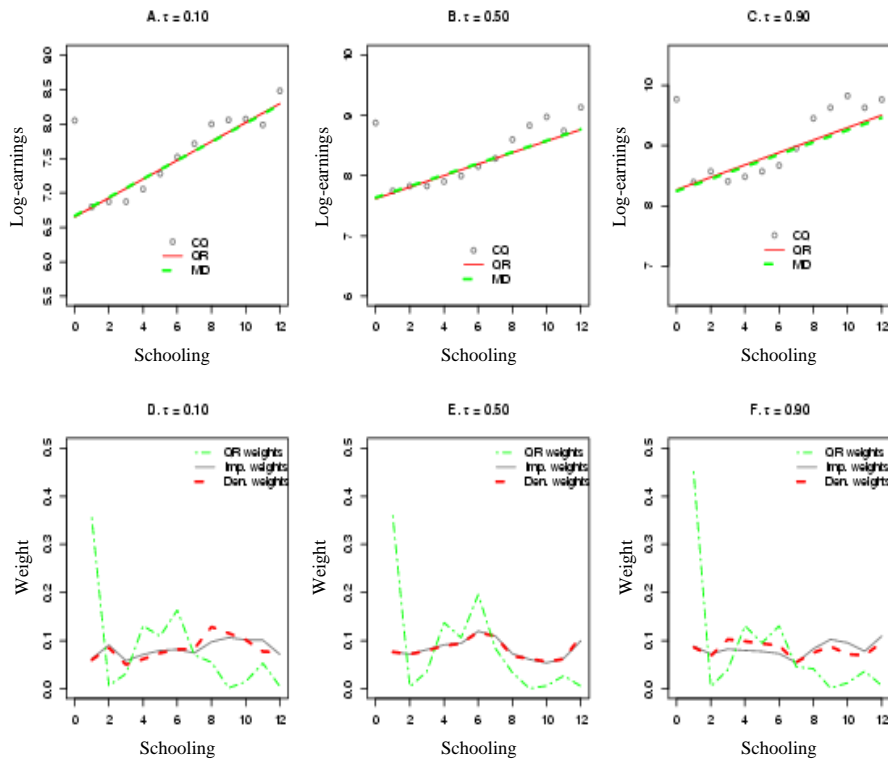 A. τ = 0.10
B. τ = 0.50
C. τ = 0.90
Log-earnings
5.5 6.0 6.5 7.0 7.5 8.0 8.5 9.0
CQ
QR
MD
0 2 4 6 8 10 12
Schooling
Log-earnings
6 7 8 9 10
CQ
QR
MD
0 2 4 6 8 10 12
Schooling
Log-earnings
7 8 9 10
CQ
QR
MD
0 2 4 6 8 10 12
Schooling
D. τ = 0.10
E. τ = 0.50
F. τ = 0.90
Weight
0.0 0.1 0.2 0.3 0.4 0.5
QR weights
Imp. weights
Den. weights
0 2 4 6 8 10 12
Schooling
Weight
0.0 0.1 0.2 0.3 0.4 0.5
QR weights
Imp. weights
Den. weights
0 2 4 6 8 10 12
Schooling
Weight
0.0 0.1 0.2 0.3 0.4 0.5
QR weights
Imp. weights
Den. weights
0 2 4 6 8 10 12
Schooling